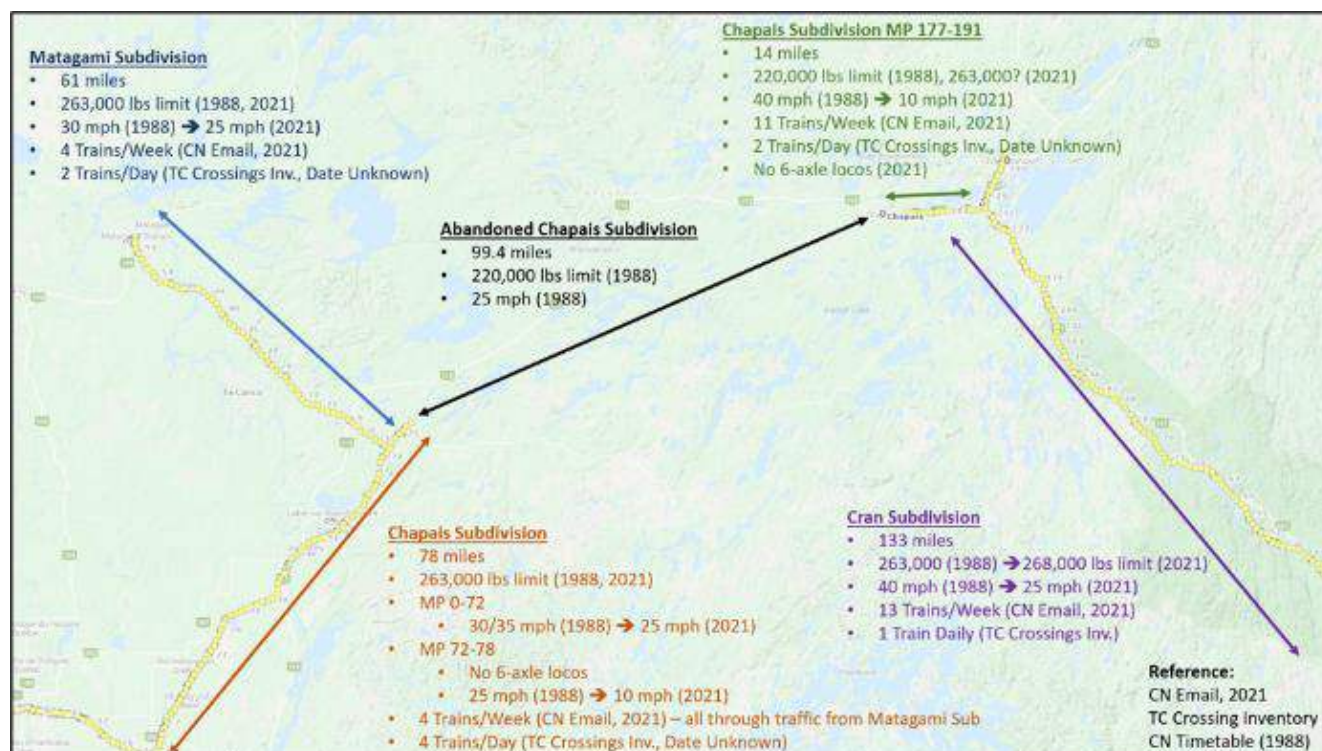 Matagami Subdivision
• 61 miles
• 263,000 lbs limit (1988, 2021)
• 30 mph (1988) ➔ 25 mph (2021)
• 4 Trains/Week (CN Email, 2021)
• 2 Trains/Day (TC Crossings Inv., Date Unknown)
Chapais Subdivision MP 177-191
• 14 miles
• 220,000 lbs limit (1988), 263,000? (2021)
• 40 mph (1988) ➔ 10 mph (2021)
• 11 Trains/Week (CN Email, 2021)
• 2 Trains/Day (TC Crossings Inv., Date Unknown)
• No 6-axle locos (2021)
Chapais
Abandoned Chapais Subdivision
• 99.4 miles
• 220,000 lbs limit (1988)
• 25 mph (1988)
Chapais Subdivision
• 78 miles
• 263,000 lbs limit (1988, 2021)
• MP 0-72
• 30/35 mph (1988) ➔ 25 mph (2021)
• MP 72-78
• No 6-axle locos
• 25 mph (1988) ➔ 10 mph (2021)
• 4 Trains/Week (CN Email, 2021) – all through traffic from Matagami Sub
• 4 Trains/Day (TC Crossings Inv., Date Unknown)
Cran Subdivision
• 133 miles
• 263,000 (1988) ➔ 268,000 lbs limit (2021)
• 40 mph (1988) ➔ 25 mph (2021)
• 13 Trains/Week (CN Email, 2021)
• 1 Train Daily (TC Crossings Inv.)
Reference:
CN Email, 2021
TC Crossing Inventory
CN Timetable (1988)